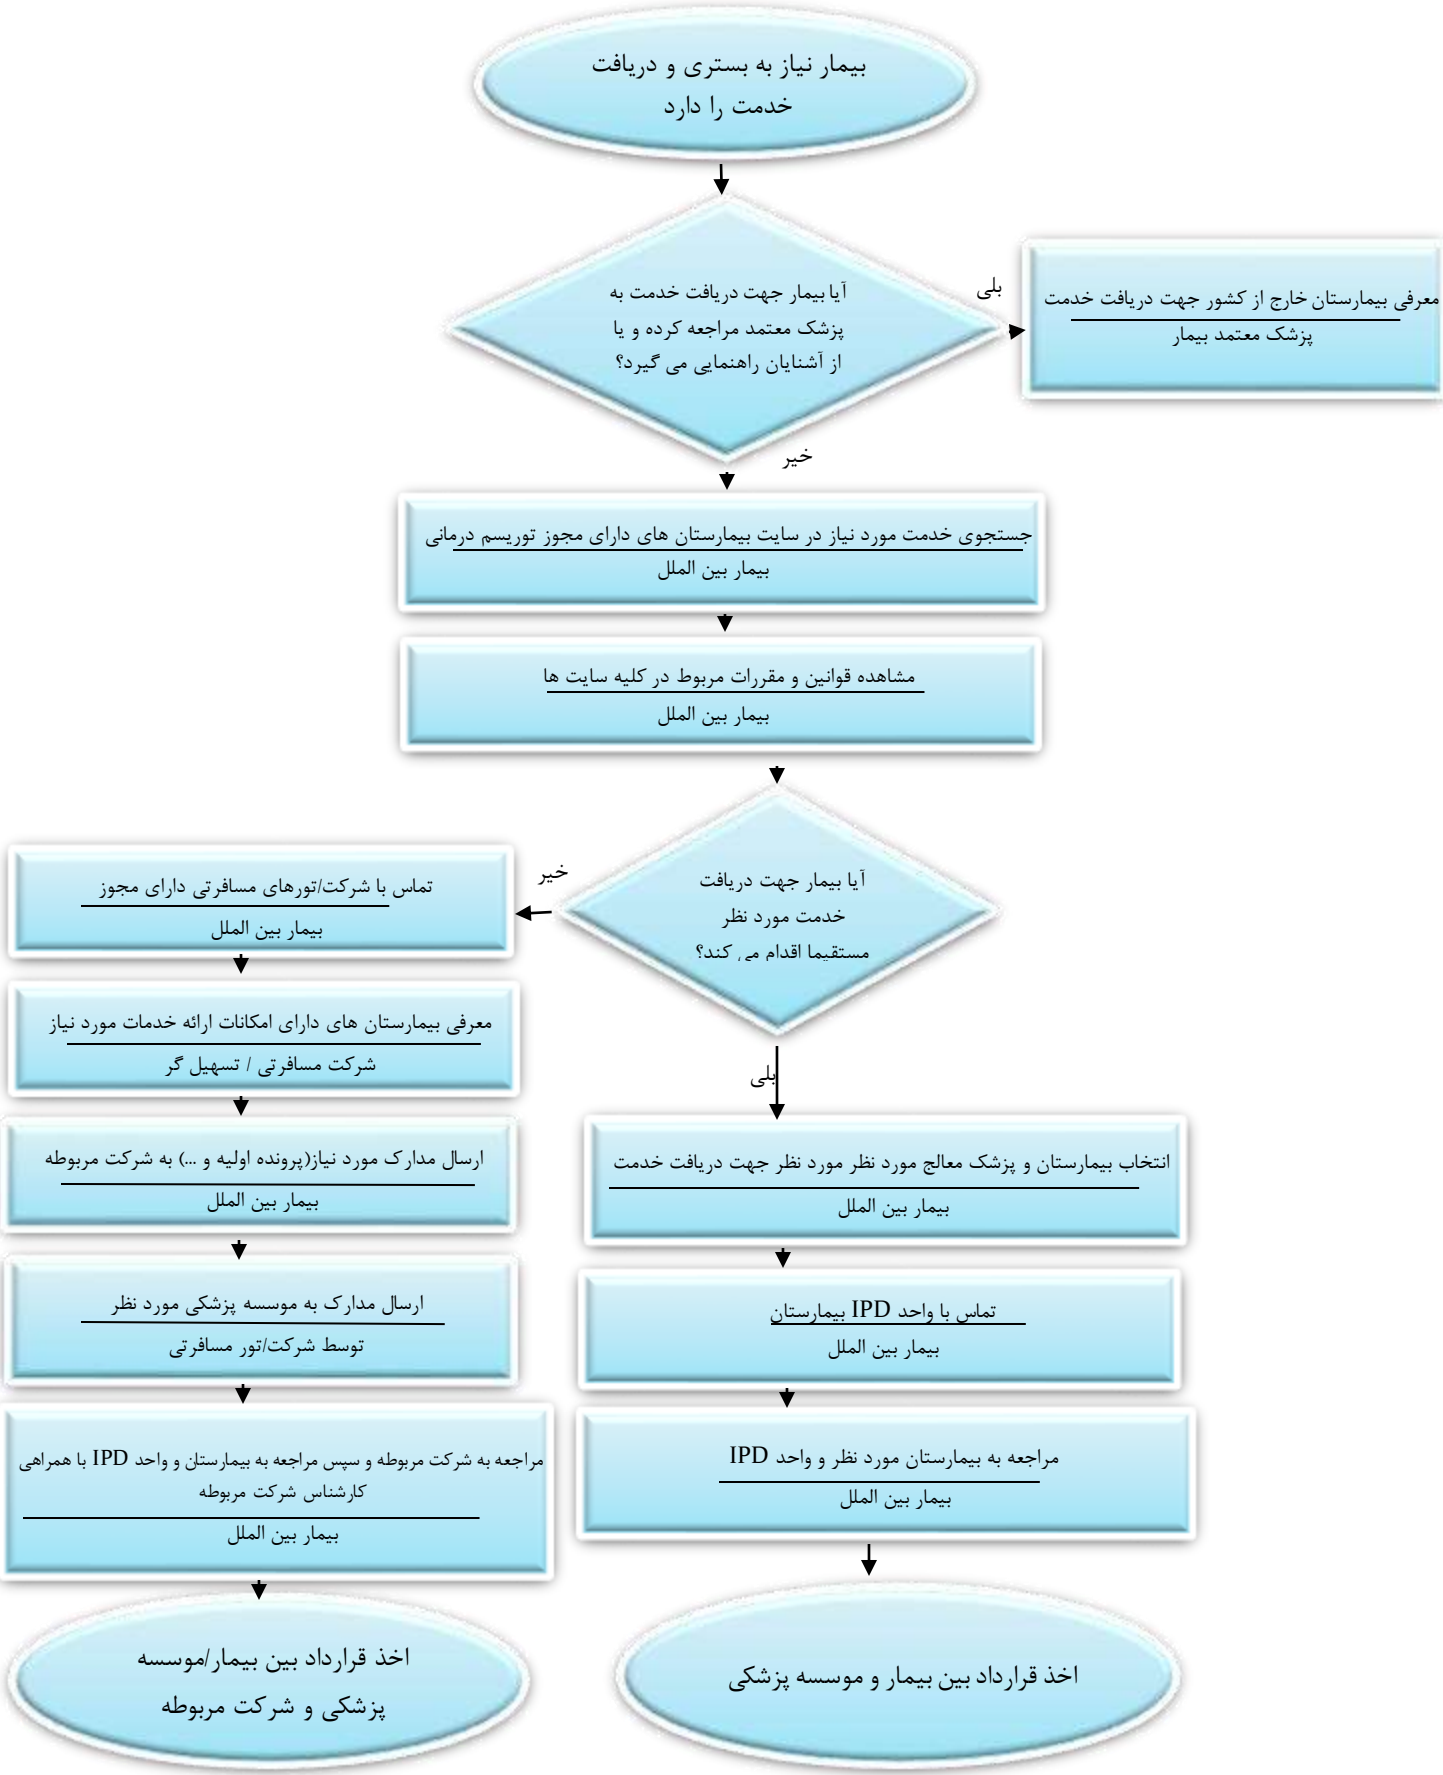 بیمار نیاز به بستری و دریافت
خدمت را دارد
آیا بیمار جهت دریافت خدمت به
پزشک معتمد مراجعه کرده و یا
از آشنایان راهنمایی می گیرد؟
بلی
معرفی بیمارستان خارج از کشور جهت دریافت خدمت
پزشک معتمد بیمار
خیر
جستجوی خدمت مورد نیاز در سایت بیمارستان های دارای مجوز توریسم درمانی
بیمار بین الملل
مشاهده قوانین و مقررات مربوط در کلیه سایت ها
بیمار بین الملل
آیا بیمار جهت دریافت
خدمت مورد نظر
مستقیما اقدام می کند؟
خیر
تماس با شرکت/تورهای مسافرتی دارای مجوز
بیمار بین الملل
معرفی بیمارستان های دارای امکانات ارائه خدمات مورد نیاز
شرکت مسافرتی / تسهیل گر
ارسال مدارک مورد نیاز(پرونده اولیه و ...) به شرکت مربوطه
بیمار بین الملل
ارسال مدارک به موسسه پزشکی مورد نظر
توسط شرکت/تور مسافرتی
مراجعه به شرکت مربوطه و سپس مراجعه به بیمارستان و واحد IPD با همراهی
کارشناس شرکت مربوطه
بیمار بین الملل
اخذ قرارداد بین بیمار/موسسه
پزشکی و شرکت مربوطه
بلی
انتخاب بیمارستان و پزشک معالج مورد نظر مورد نظر جهت دریافت خدمت
بیمار بین الملل
تماس با واحد IPD بیمارستان
بیمار بین الملل
مراجعه به بیمارستان مورد نظر و واحد IPD
بیمار بین الملل
اخذ قرارداد بین بیمار و موسسه پزشکی